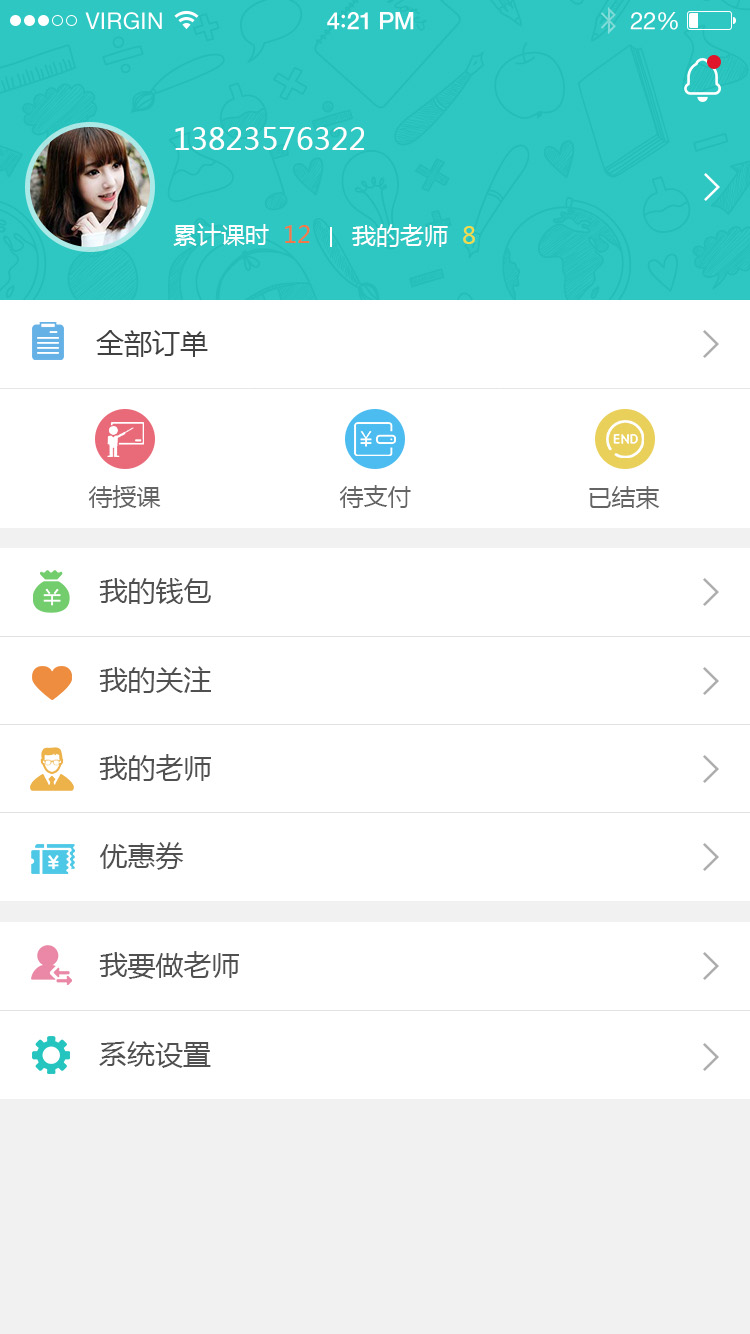 VIRGIN 4:21 PM 22%
13823576322
累计课时 12 | 我的老师 8
全部订单
END
待授课 待支付 已结束
我的钱包
我的关注
我的老师
优惠券
我要做老师
系统设置